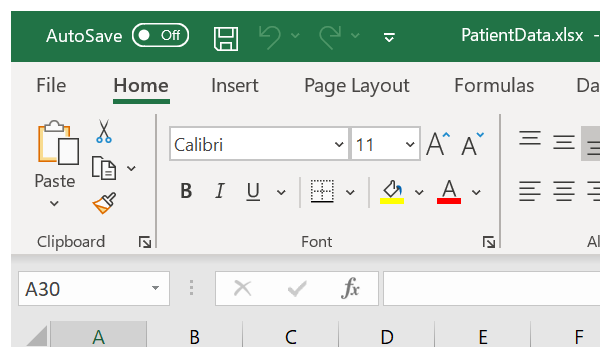 AutoSave Off PatientData.xlsx -
File Home Insert Page Layout Formulas Da
Calibri 11 A A
Paste B I U A
Clipboard Font Al
A30 fx
A B C D E F